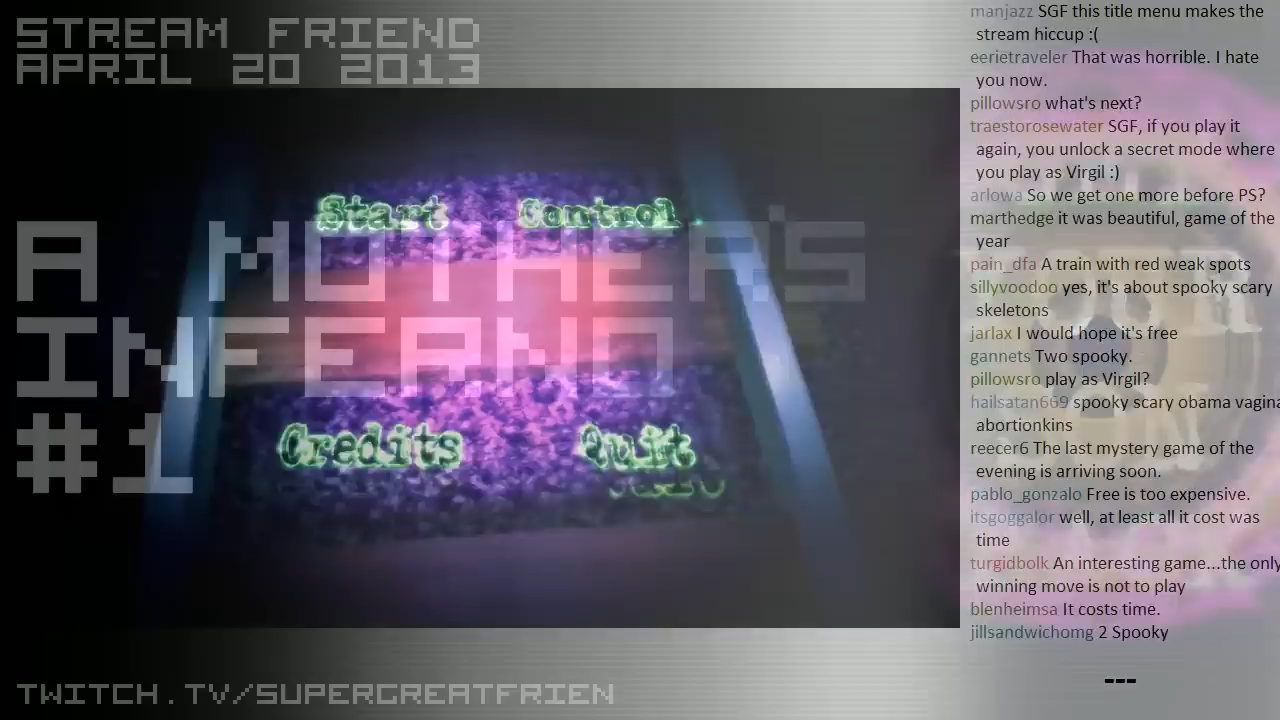 STREAM FRIEND
APRIL 20 2013
A MOTHER'S
INFERNO
#1
Start
Control
Credits
Quit
TWITCH.TV/SUPERGREATFRIEN
manjazz SGF this title menu makes the
stream hiccup :(
eerietraveler That was horrible. I hate
you now.
pillowsro what's next?
traestorosewater SGF, if you play it
again, you unlock a secret mode where
you play as Virgil :)
arlowa So we get one more before PS?
marthedge it was beautiful, game of the
year
pain_dfa A train with red weak spots
sillyvoodoo yes, it's about spooky scary
skeletons
jarlax I would hope it's free
gannets Two spooky.
pillowsro play as Virgil?
hailsatan669 spooky scary obama vagina
abortionkins
reecer6 The last mystery game of the
evening is arriving soon.
pablo_gonzalo Free is too expensive.
itsgoggalor well, at least all it cost was
time
turgidbolk An interesting game...the only
winning move is not to play
blenheimsa It costs time.
jillsandwichomg 2 Spooky
---